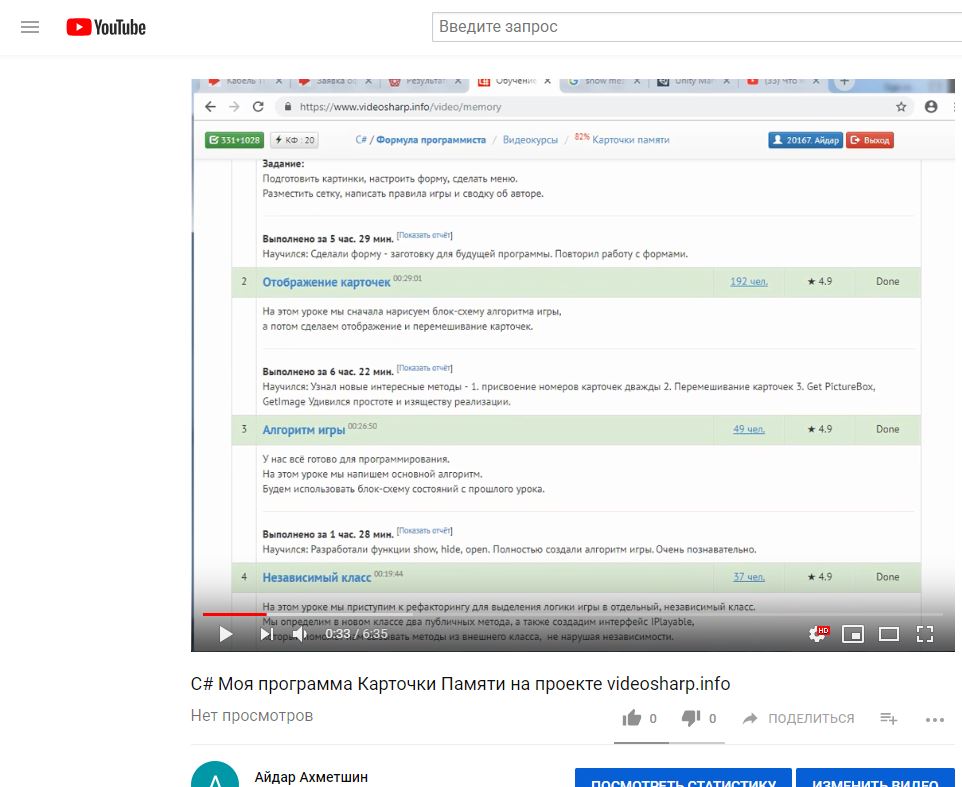 YouTube
Введите запрос
Кабель
Заявка
Результат
Обучение
show me
Unity
(33) Что
https://www.videosharp.info/video/memory
331+1028
КФ : 20
C# / Формула программиста / Видеокурсы / 82% Карточки памяти
20167. Айдар
Выход
Задание:
Подготовить картинки, настроить форму, сделать меню.
Разместить сетку, написать правила игры и сводку об авторе.
Выполнено за 5 час. 29 мин. [Показать отчёт]
Научился: Сделали форму - заготовку для будущей программы. Повторил работу с формами.
2 Отображение карточек 00:29:01 192 чел. ★ 4.9 Done
На этом уроке мы сначала нарисуем блок-схему алгоритма игры,
а потом сделаем отображение и перемешивание карточек.
Выполнено за 6 час. 22 мин. [Показать отчёт]
Научился: Узнал новые интересные методы - 1. присвоение номеров карточек дважды 2. Перемешивание карточек 3. Get PictureBox,
GetImage Удивился простоте и изяществу реализации.
3 Алгоритм игры 00:26:50 49 чел. ★ 4.9 Done
У нас всё готово для программирования.
На этом уроке мы напишем основной алгоритм.
Будем использовать блок-схему состояний с прошлого урока.
Выполнено за 1 час. 28 мин. [Показать отчёт]
Научился: Разработали функции show, hide, open. Полностью создали алгоритм игры. Очень познавательно.
4 Независимый класс 00:19:44 37 чел. ★ 4.9 Done
На этом уроке мы приступим к рефакторингу для выделения логики игры в отдельный, независимый класс.
Мы определим в новом классе два публичных метода, а также создадим интерфейс IPlayable,
методы из внешнего класса, не нарушая независимости.
0:33 / 6:35
HD
C# Моя программа Карточки Памяти на проекте videosharp.info
Нет просмотров
0
0
ПОДЕЛИТЬСЯ
А
Айдар Ахметшин
ПОСМОТРЕТЬ СТАТИСТИКУ
ИЗМЕНИТЬ ВИДЕО